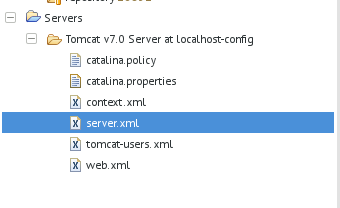 Servers
Tomcat v7.0 Server at localhost-config
catalina.policy
catalina.properties
context.xml
server.xml
tomcat-users.xml
web.xml